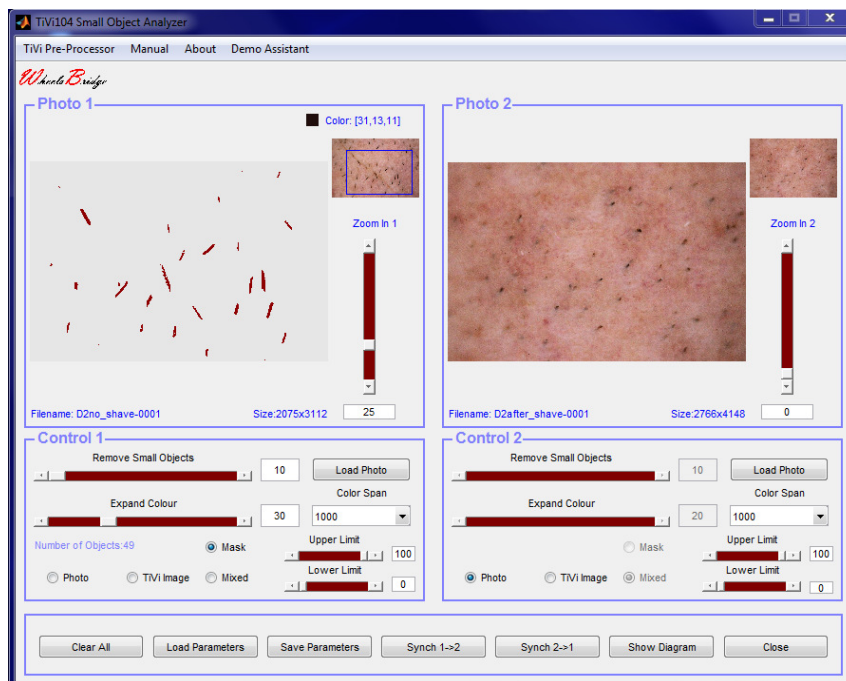 TiVi104 Small Object Analyzer
TiVi Pre-Processor Manual About Demo Assistant
Wheels Bridge
Photo 1
Color: [31,13,11]
Zoom In 1
Filename: D2no_shave-0001 Size:2075x3112 25
Photo 2
Zoom In 2
Filename: D2after_shave-0001 Size:2766x4148 0
Control 1
Remove Small Objects
10 Load Photo
Expand Colour Color Span
30 1000
Number of Objects:49 Mask Upper Limit 100
Photo TiVi Image Mixed Lower Limit 0
Control 2
Remove Small Objects
10 Load Photo
Expand Colour Color Span
20 1000
Mask Upper Limit 100
Photo TiVi Image Mixed Lower Limit 0
Clear All Load Parameters Save Parameters Synch 1->2 Synch 2->1 Show Diagram Close